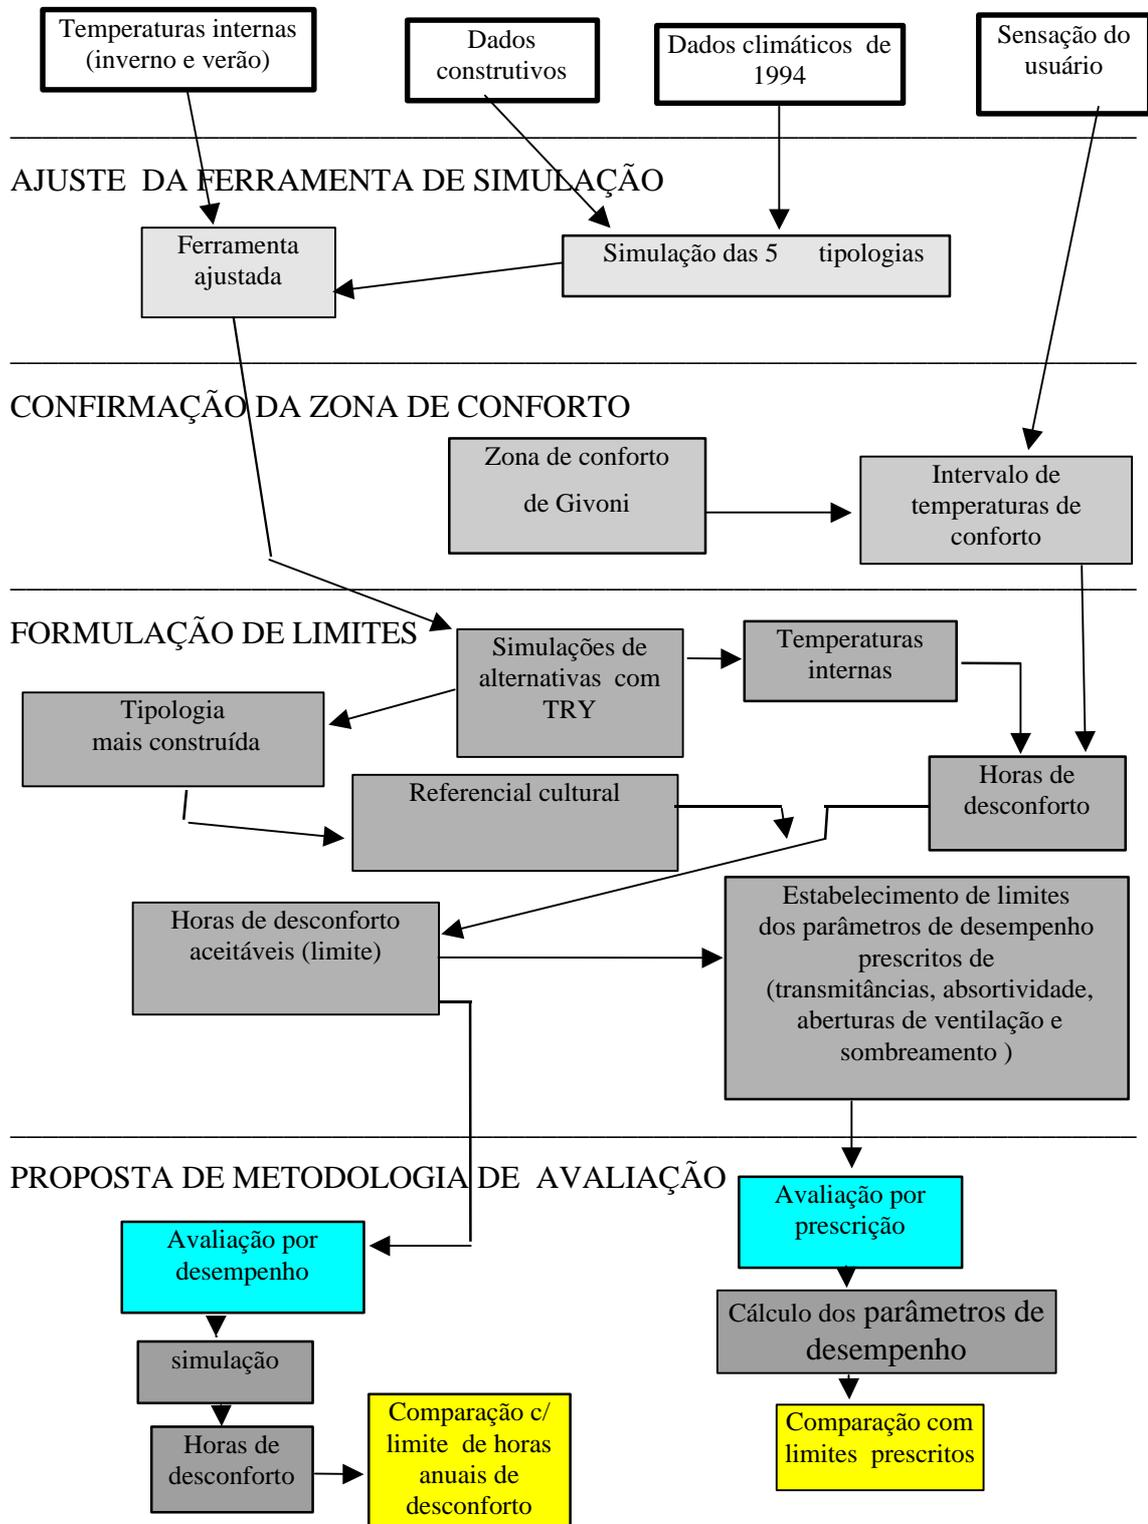 Temperaturas internas
(inverno e verão)
Dados
construtivos
Dados climáticos de
1994
Sensação do
usuário
AJUSTE DA FERRAMENTA DE SIMULAÇÃO
Ferramenta
ajustada
Simulação das 5 tipologias
CONFIRMAÇÃO DA ZONA DE CONFORTO
Zona de conforto
de Givoni
Intervalo de
temperaturas de
conforto
FORMULAÇÃO DE LIMITES
Simulações de
alternativas com
TRY
Temperaturas
internas
Tipologia
mais construída
Referencial cultural
Horas de
desconforto
Horas de desconforto
aceitáveis (limite)
Estabelecimento de limites
dos parâmetros de desempenho
prescritos de
(transmitâncias, absortividade,
aberturas de ventilação e
sombreamento )
PROPOSTA DE METODOLOGIA DE AVALIAÇÃO
Avaliação por
desempenho
Avaliação por
prescrição
simulação
Cálculo dos parâmetros de
desempenho
Horas de
desconforto
Comparação c/
limite de horas
anuais de
desconforto
Comparação com
limites prescritos